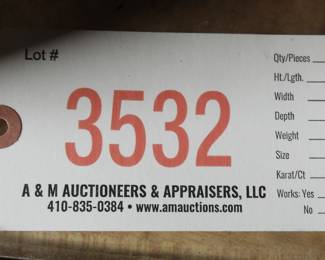 Lot #
3532
A & M AUCTIONEERS & APPRAISERS, LLC
410-835-0384 • www.amauctions.com
Qty/Pieces
Ht./Lgth.
Width
Depth
Weight
Size
Karat/Ct
Works: Yes
No